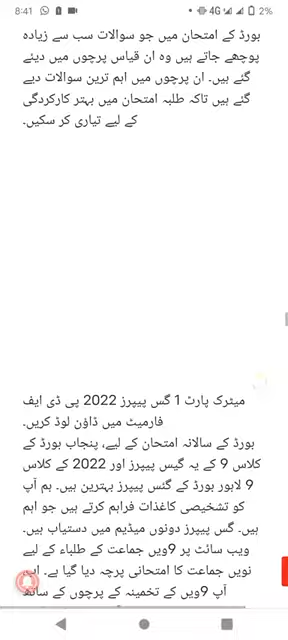 8:41 4G 2%
بورڈ کے امتحان میں جو سوالات سب سے زیادہ
پوچھے جاتے ہیں وہ ان قیاس پرچوں میں دیئے
گئے ہیں۔ ان پرچوں میں اہم ترین سوالات دیے
گئے ہیں تاکہ طلبہ امتحان میں بہتر کارکردگی
کے لیے تیاری کر سکیں۔
میٹرک پارٹ 1 گس پیپرز 2022 پی ڈی ایف
فارمیٹ میں ڈاؤن لوڈ کریں۔
بورڈ کے سالانہ امتحان کے لیے، پنجاب بورڈ کے
کلاس 9 کے یہ گیس پیپرز اور 2022 کے کلاس
9 لاہور بورڈ کے گئس پیپرز بہترین ہیں۔ ہم آپ
کو تشخیصی کاغذات فراہم کرتے ہیں جو اہم
ہیں۔ گس پیپرز دونوں میڈیم میں دستیاب ہیں۔
ویب سائٹ پر 9ویں جماعت کے طلباء کے لیے
نویں جماعت کا امتحانی پرچہ دیا گیا ہے۔ اب
آپ 9ویں کے تخمینہ کے پرچوں کے ساتھ